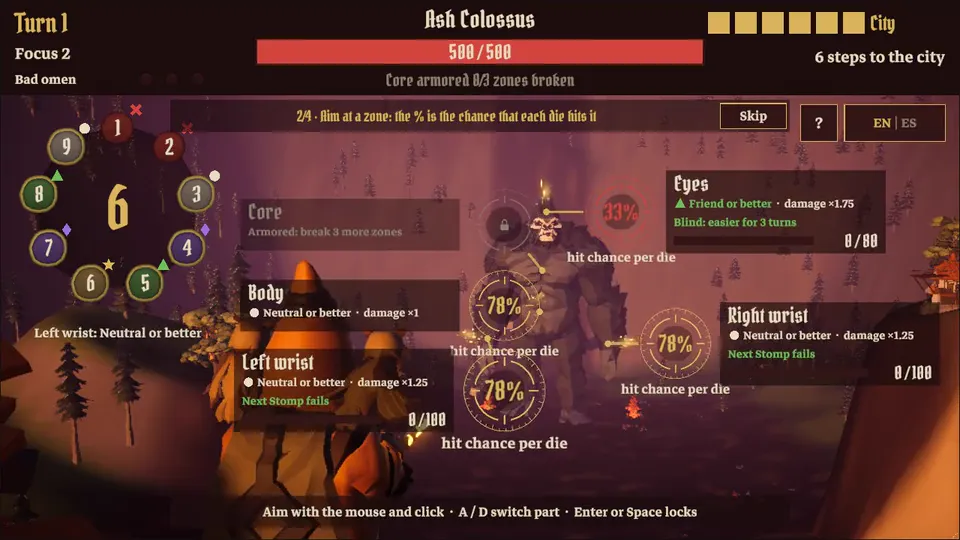 Turn 1
Focus 2
Bad omen
Ash Colossus
500/500
Core armored 0/3 zones broken
City
6 steps to the city
2/4 · Aim at a zone: the % is the chance that each die hits it
Skip
?
EN | ES
1
2
3
4
5
6
7
8
9
6
Left wrist: Neutral or better
Core
Armored: break 3 more zones
33%
hit chance per die
Eyes
Friend or better · damage ×1.75
Blind: easier for 3 turns
0/80
Body
Neutral or better · damage ×1
78%
hit chance per die
Left wrist
Neutral or better · damage ×1.25
Next Stomp fails
0/100
78%
hit chance per die
78%
hit chance per die
Right wrist
Neutral or better · damage ×1.25
Next Stomp fails
0/100
Aim with the mouse and click · A / D switch part · Enter or Space locks